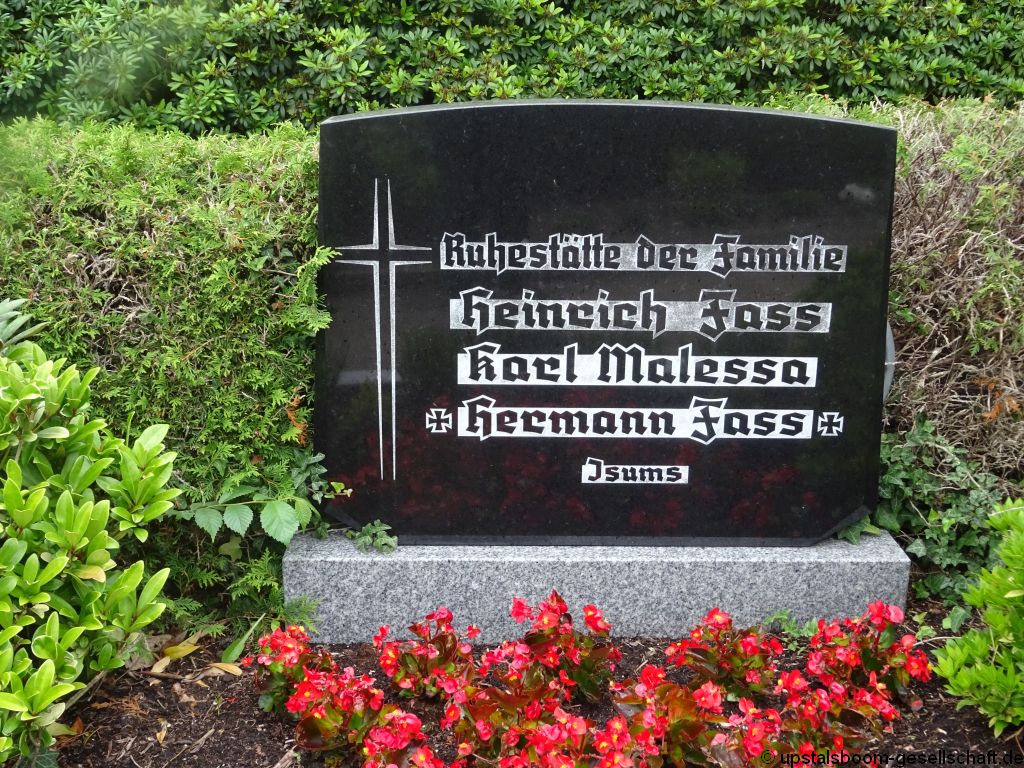 Ruhestätte der Familie
Heinrich Fass
Karl Malessa
Hermann Fass
Isums
© upstalsboom-gesellschaft.de